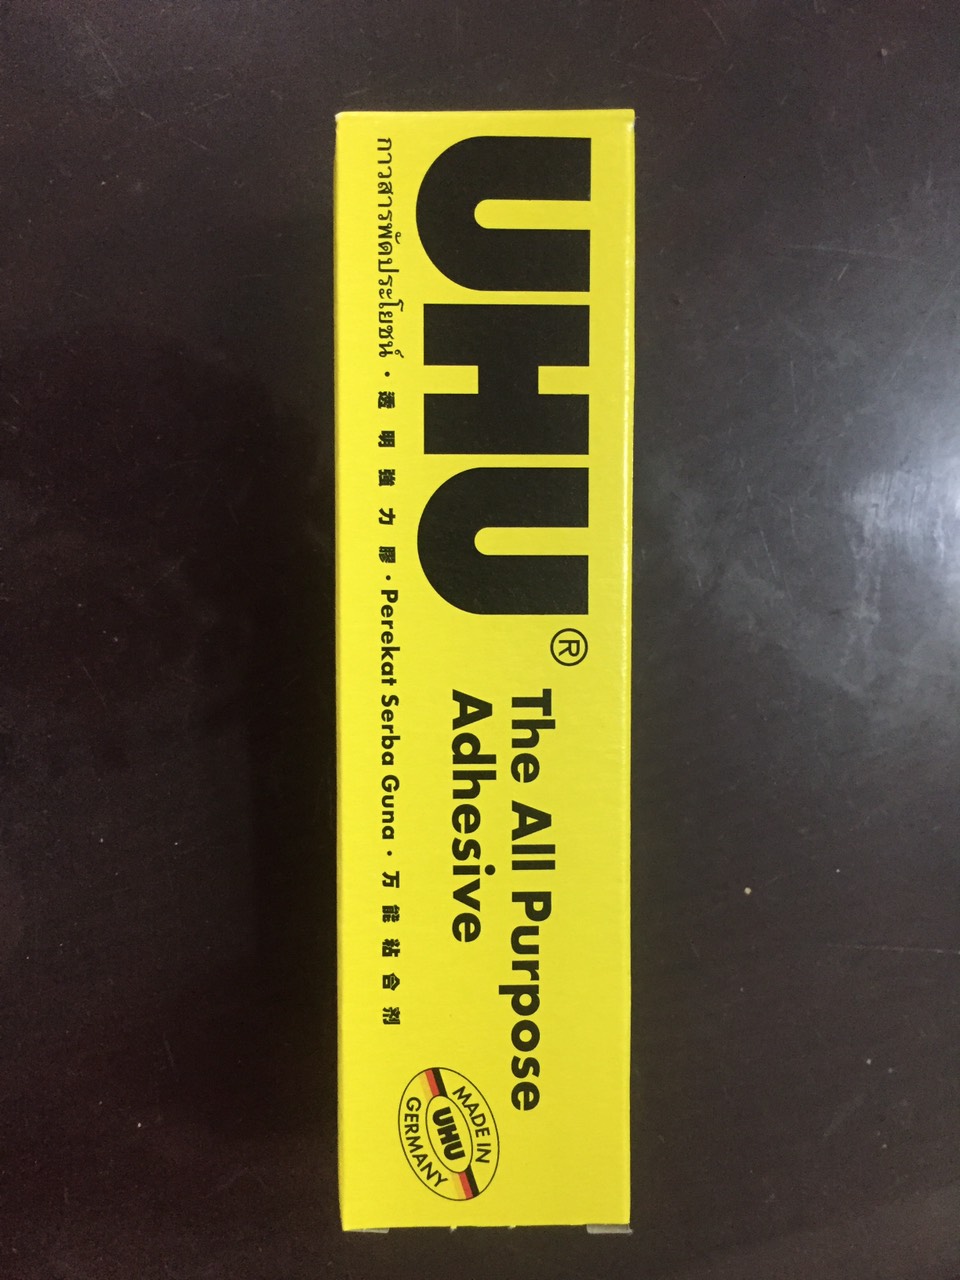 UHU®
The All Purpose
Adhesive
กาวสารพัดประโยชน์ · 透明強力膠 · Perekat Serba Guna · 万能粘合剂
MADE IN
UHU
GERMANY